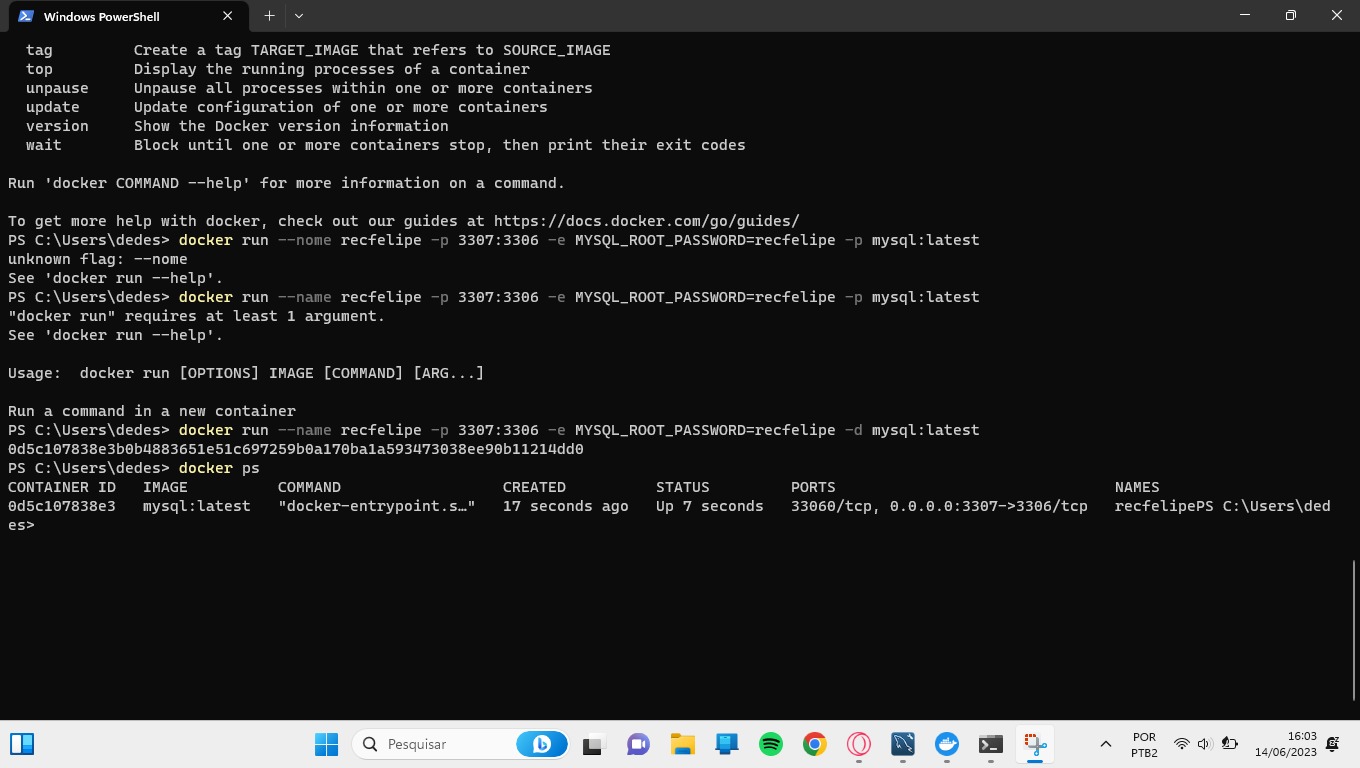 Windows PowerShell
tag Create a tag TARGET_IMAGE that refers to SOURCE_IMAGE
top Display the running processes of a container
unpause Unpause all processes within one or more containers
update Update configuration of one or more containers
version Show the Docker version information
wait Block until one or more containers stop, then print their exit codes
Run 'docker COMMAND --help' for more information on a command.
To get more help with docker, check out our guides at https://docs.docker.com/go/guides/
PS C:\Users\dedes> docker run --nome recfelipe -p 3307:3306 -e MYSQL_ROOT_PASSWORD=recfelipe -p mysql:latest
unknown flag: --nome
See 'docker run --help'.
PS C:\Users\dedes> docker run --name recfelipe -p 3307:3306 -e MYSQL_ROOT_PASSWORD=recfelipe -p mysql:latest
"docker run" requires at least 1 argument.
See 'docker run --help'.
Usage:  docker run [OPTIONS] IMAGE [COMMAND] [ARG...]
Run a command in a new container
PS C:\Users\dedes> docker run --name recfelipe -p 3307:3306 -e MYSQL_ROOT_PASSWORD=recfelipe -d mysql:latest
0d5c107838e3b0b4883651e51c697259b0a170ba1a593473038ee90b11214dd0
PS C:\Users\dedes> docker ps
CONTAINER ID IMAGE COMMAND CREATED STATUS PORTS NAMES
0d5c107838e3 mysql:latest "docker-entrypoint.s…" 17 seconds ago Up 7 seconds 33060/tcp, 0.0.0.0:3307->3306/tcp recfelipePS C:\Users\ded
es>
Pesquisar
POR
PTB2
16:03
14/06/2023